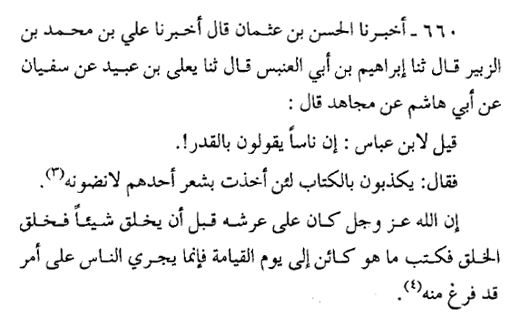 ٦٦٠ ـ أخبرنا الحسن بن عثمان قال أخبرنا علي بن محمد بن
الزبير قال ثنا إبراهيم بن أبي العنبس قال ثنا يعلى بن عبيد عن سفيان
عن أبي هاشم عن مجاهد قال :
قيل لابن عباس : إن ناساً يقولون بالقدر!.
فقال: يكذبون بالكتاب لئن أخذت بشعر أحدهم لانضونه(٣).
إن الله عز وجل كان على عرشه قبل أن يخلق شيئاً فخلق
الخلق فكتب ما هو كائن إلى يوم القيامة فإنما يجري الناس على أمر
قد فرغ منه(٤).